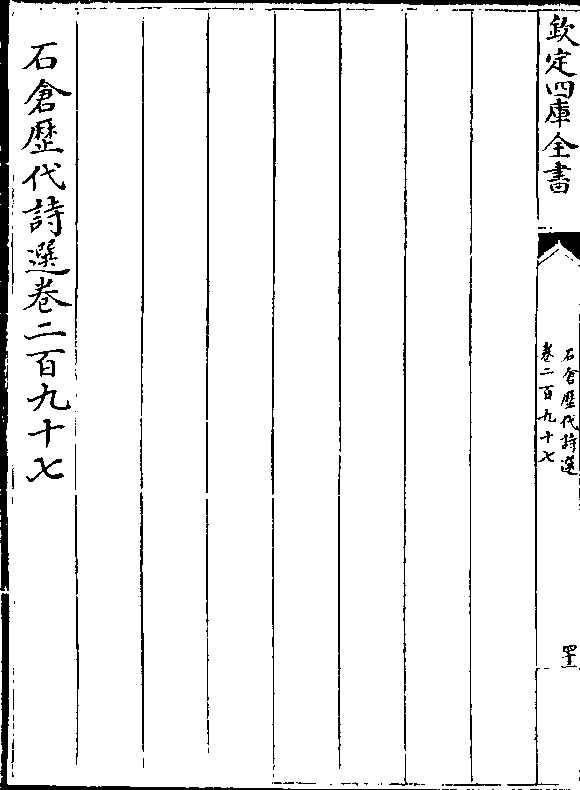 欽定四庫全書
石倉歷代詩選
卷二百九十七
石倉歷代詩選卷二百九十七